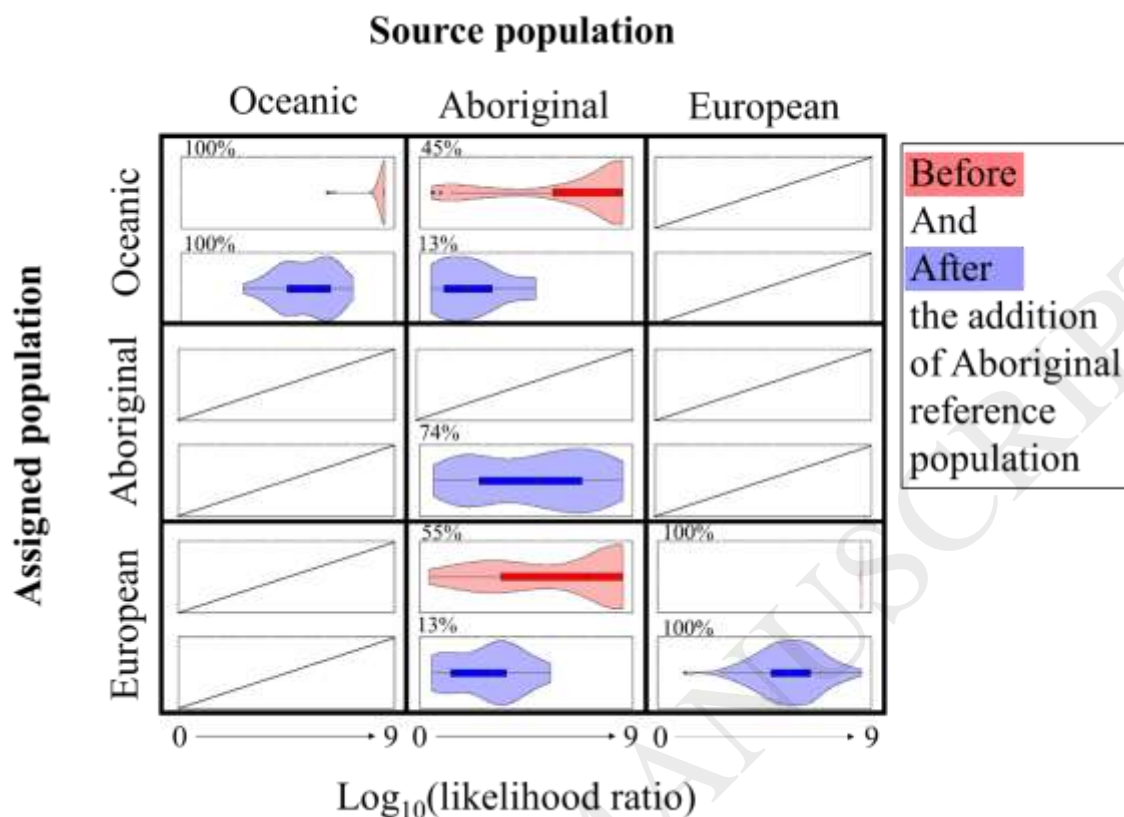 Source population
Oceanic Aboriginal European
Assigned population
Oceanic
100% 45%
100% 13%
Aboriginal
74%
European
55% 100%
13% 100%
0 9 0 9 0 9
Log10(likelihood ratio)
Before
And
After
the addition
of Aboriginal
reference
population
MANUSCRIPT